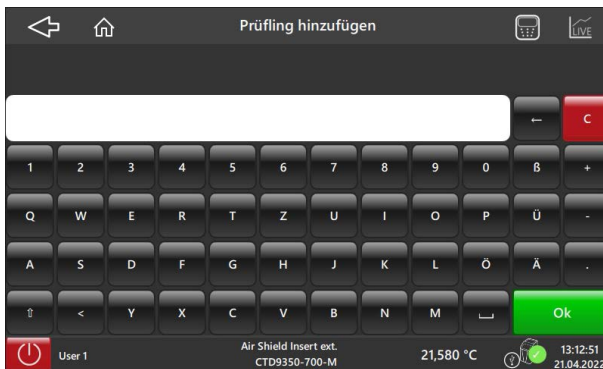 Prüfling hinzufügen
LIVE
← C
1 2 3 4 5 6 7 8 9 0 ß +
Q W E R T Z U I O P Ü -
A S D F G H J K L Ö Ä .
⇧ < Y X C V B N M ⎵ Ok
User 1
Air Shield Insert ext.
CTD9350-700-M
21,580 °C
13:12:51
21.04.2022